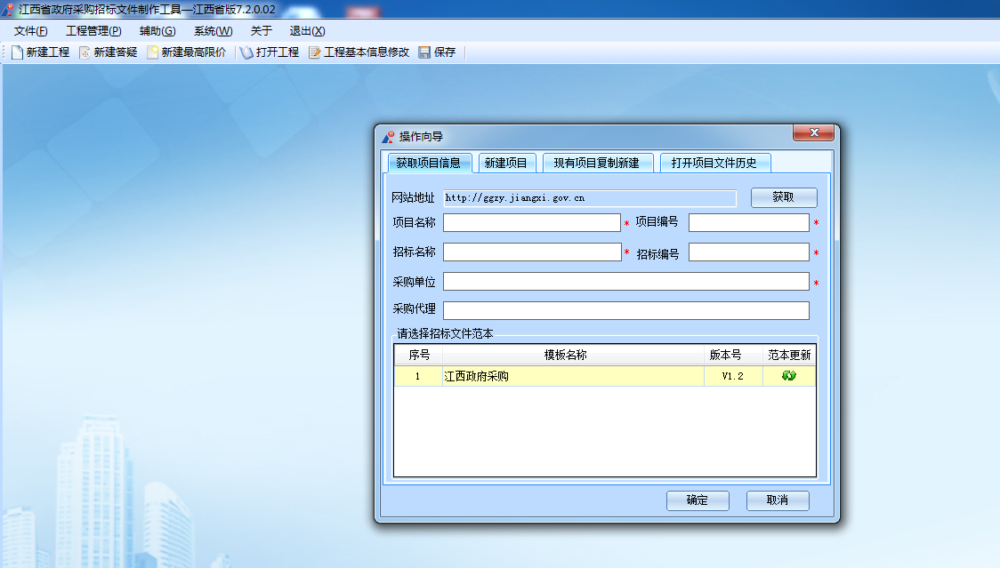 江西省政府采购招标文件制作工具—江西省版7.2.0.02
文件(F) 工程管理(P) 辅助(G) 系统(W) 关于 退出(X)
新建工程 新建答疑 新建最高限价 打开工程 工程基本信息修改 保存
操作向导
获取项目信息 新建项目 现有项目复制新建 打开项目文件历史
网站地址 http://ggzy.jiangxi.gov.cn 获取
项目名称 * 项目编号 *
招标名称 * 招标编号 *
采购单位 *
采购代理
请选择招标文件范本
序号 模板名称 版本号 范本更新
1 江西政府采购 V1.2
确定 取消